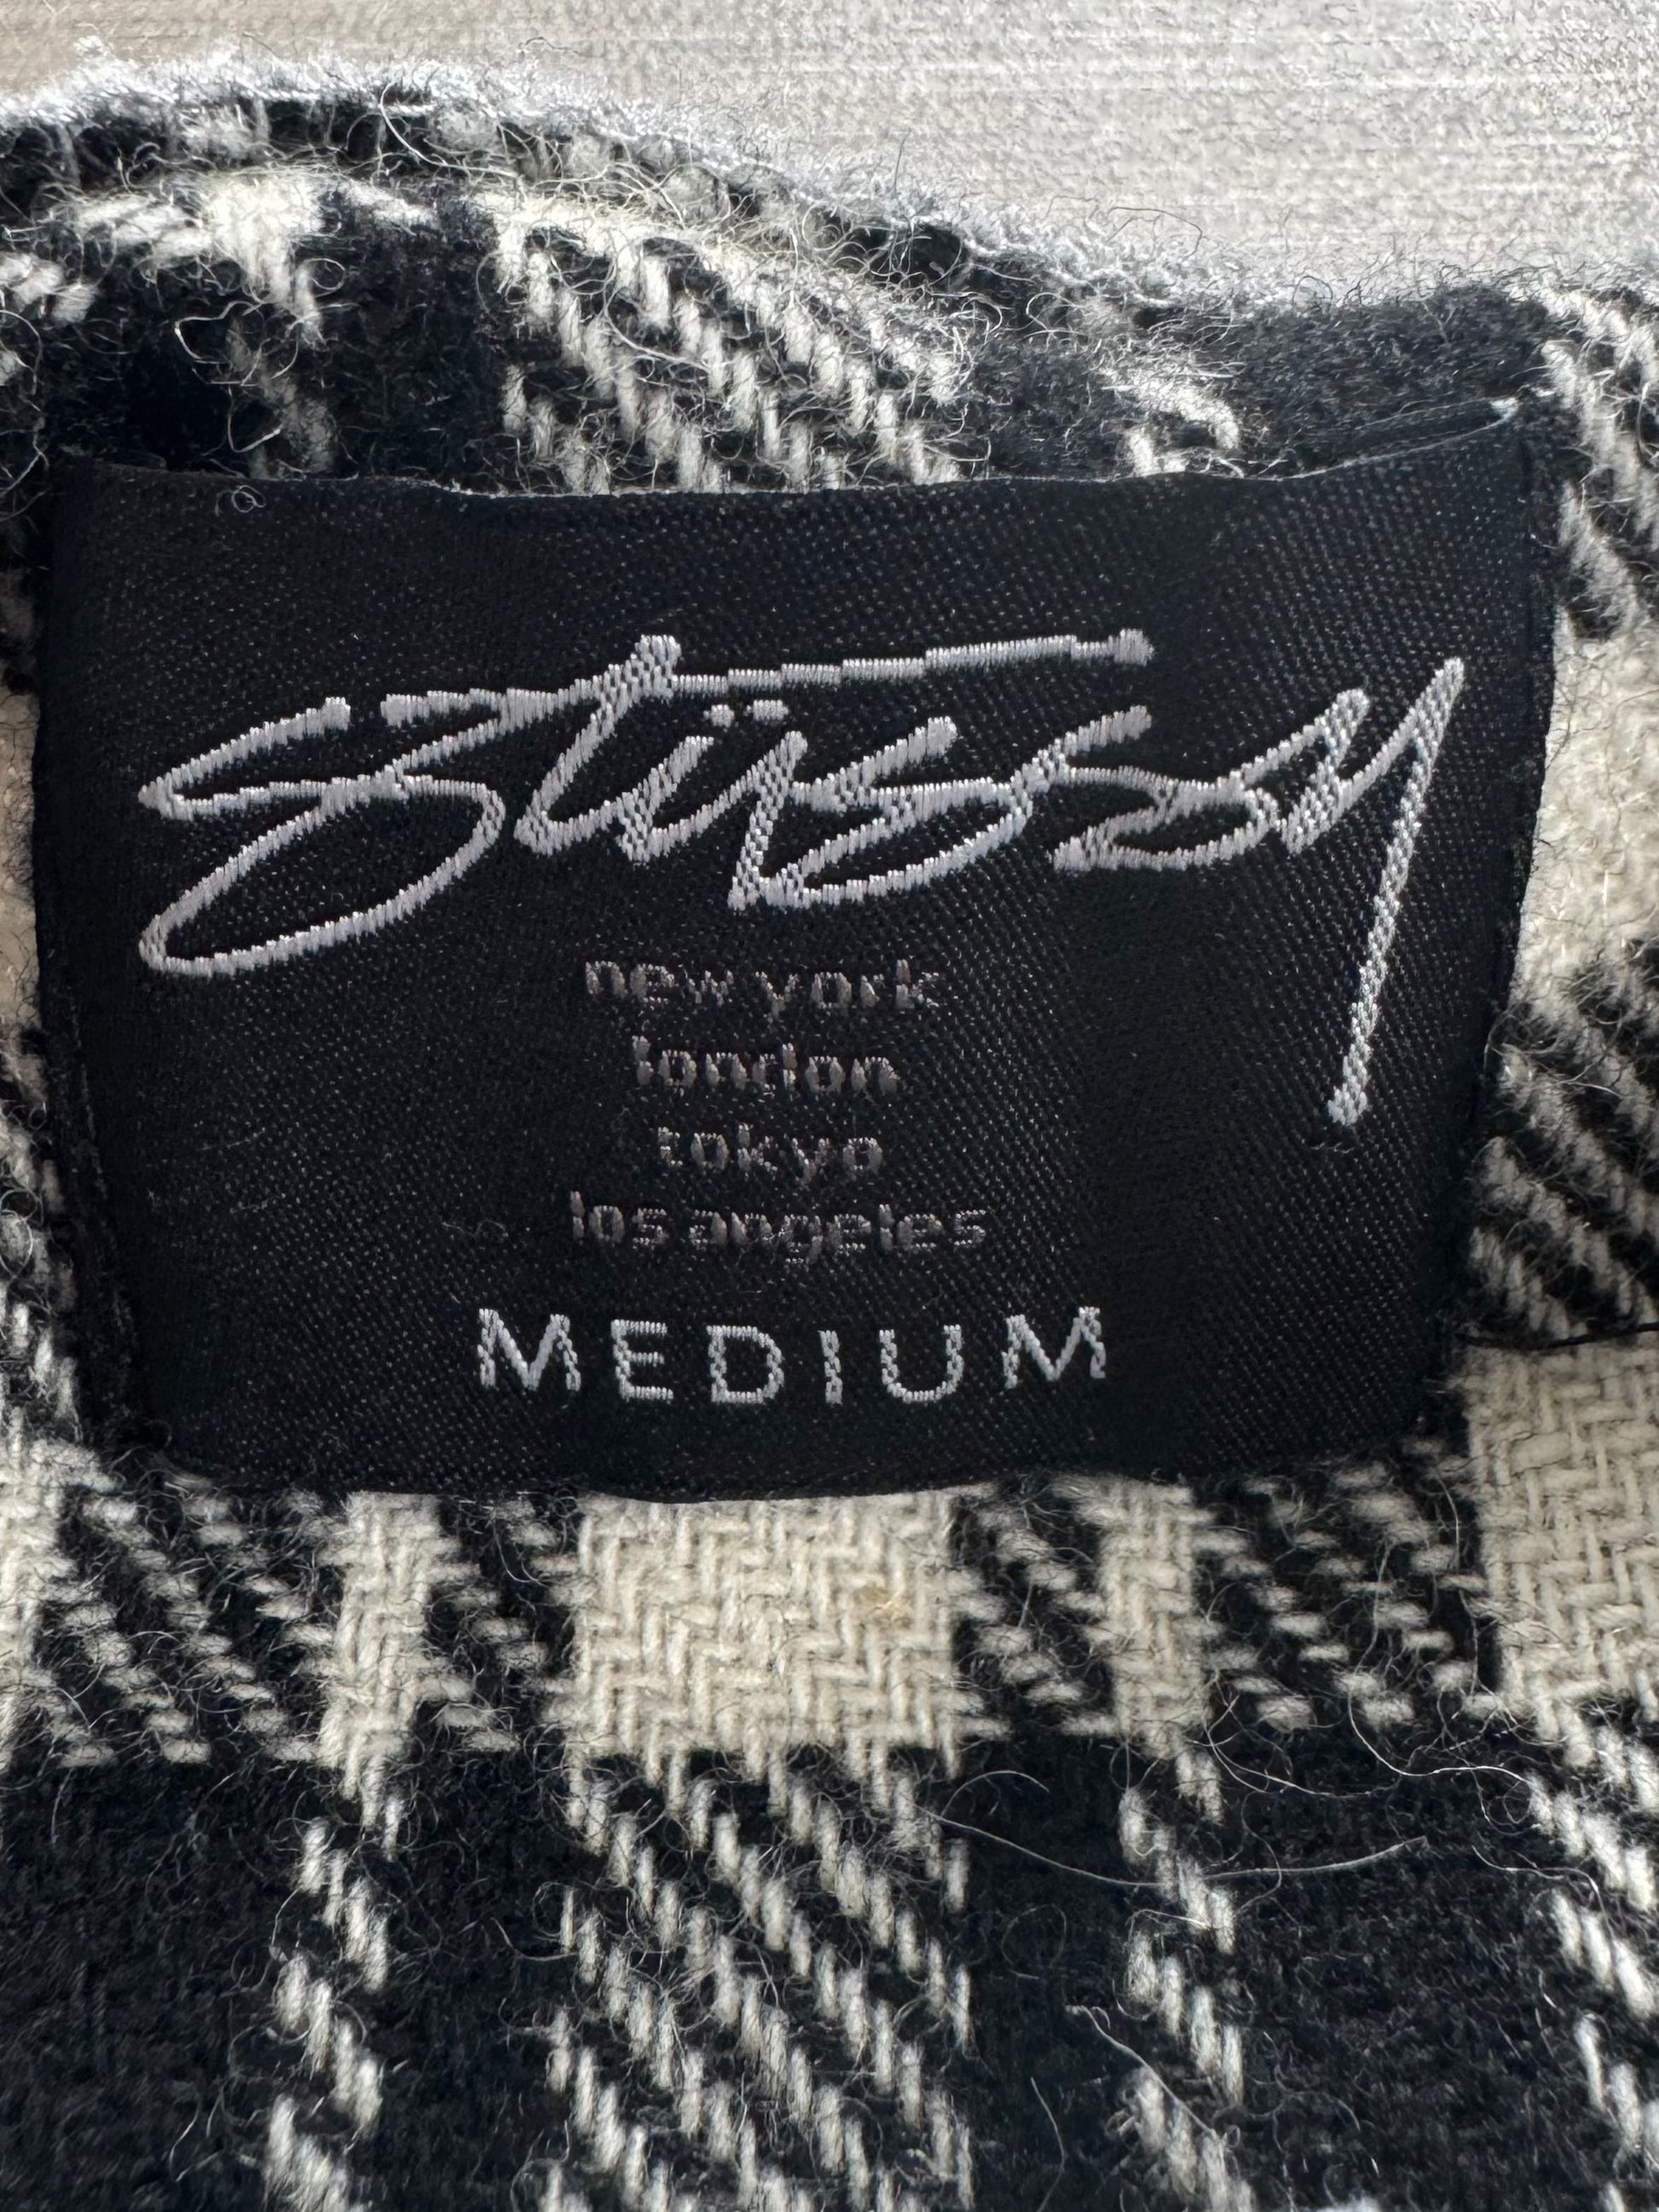 Stüssy
new york
london
tokyo
los angeles
MEDIUM